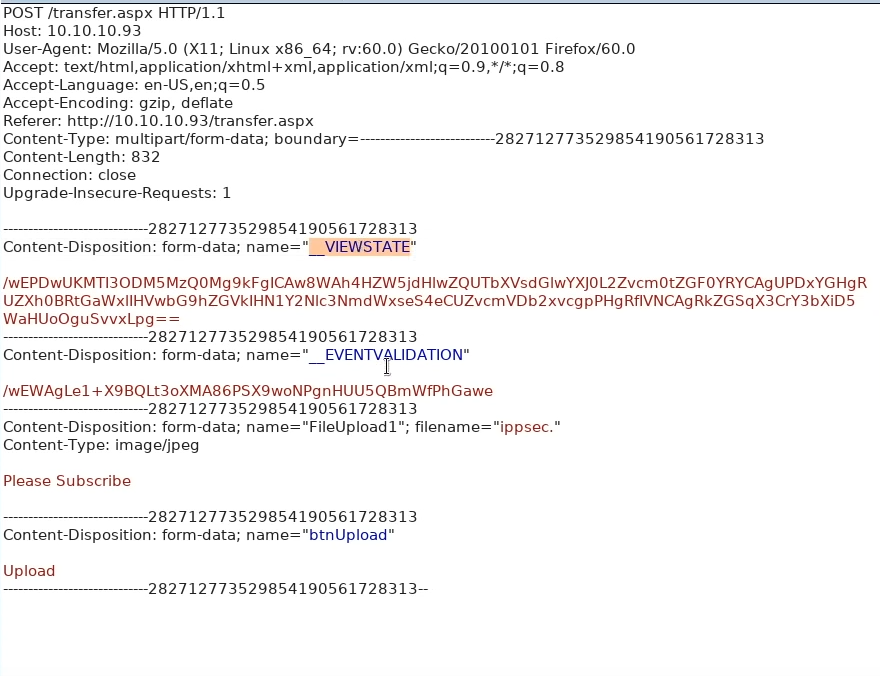 POST /transfer.aspx HTTP/1.1
Host: 10.10.10.93
User-Agent: Mozilla/5.0 (X11; Linux x86_64; rv:60.0) Gecko/20100101 Firefox/60.0
Accept: text/html,application/xhtml+xml,application/xml;q=0.9,*/*;q=0.8
Accept-Language: en-US,en;q=0.5
Accept-Encoding: gzip, deflate
Referer: http://10.10.10.93/transfer.aspx
Content-Type: multipart/form-data; boundary=---------------------------282712773529854190561728313
Content-Length: 832
Connection: close
Upgrade-Insecure-Requests: 1
-----------------------------282712773529854190561728313
Content-Disposition: form-data; name="__VIEWSTATE"
/wEPDwUKMTI3ODM5MzQ0Mg9kFgICAw8WAh4HZW5jdHlwZQUTbXVsdGlwYXJ0L2Zvcm0tZGF0YRYCAgUPDxYGHgR
UZXh0BRtGaWxlIHVwbG9hZGVkIHN1Y2Nlc3NmdWxseS4eCUZvcmVDb2xvcgpPHgRfIVNCAgRkZGSqX3CrY3bXiD5
WaHUoOguSvvxLpg==
-----------------------------282712773529854190561728313
Content-Disposition: form-data; name="__EVENTVALIDATION"
/wEWAgLe1+X9BQLt3oXMA86PSX9woNPgnHUU5QBmWfPhGawe
-----------------------------282712773529854190561728313
Content-Disposition: form-data; name="FileUpload1"; filename="ippsec."
Content-Type: image/jpeg
Please Subscribe
-----------------------------282712773529854190561728313
Content-Disposition: form-data; name="btnUpload"
Upload
-----------------------------282712773529854190561728313--